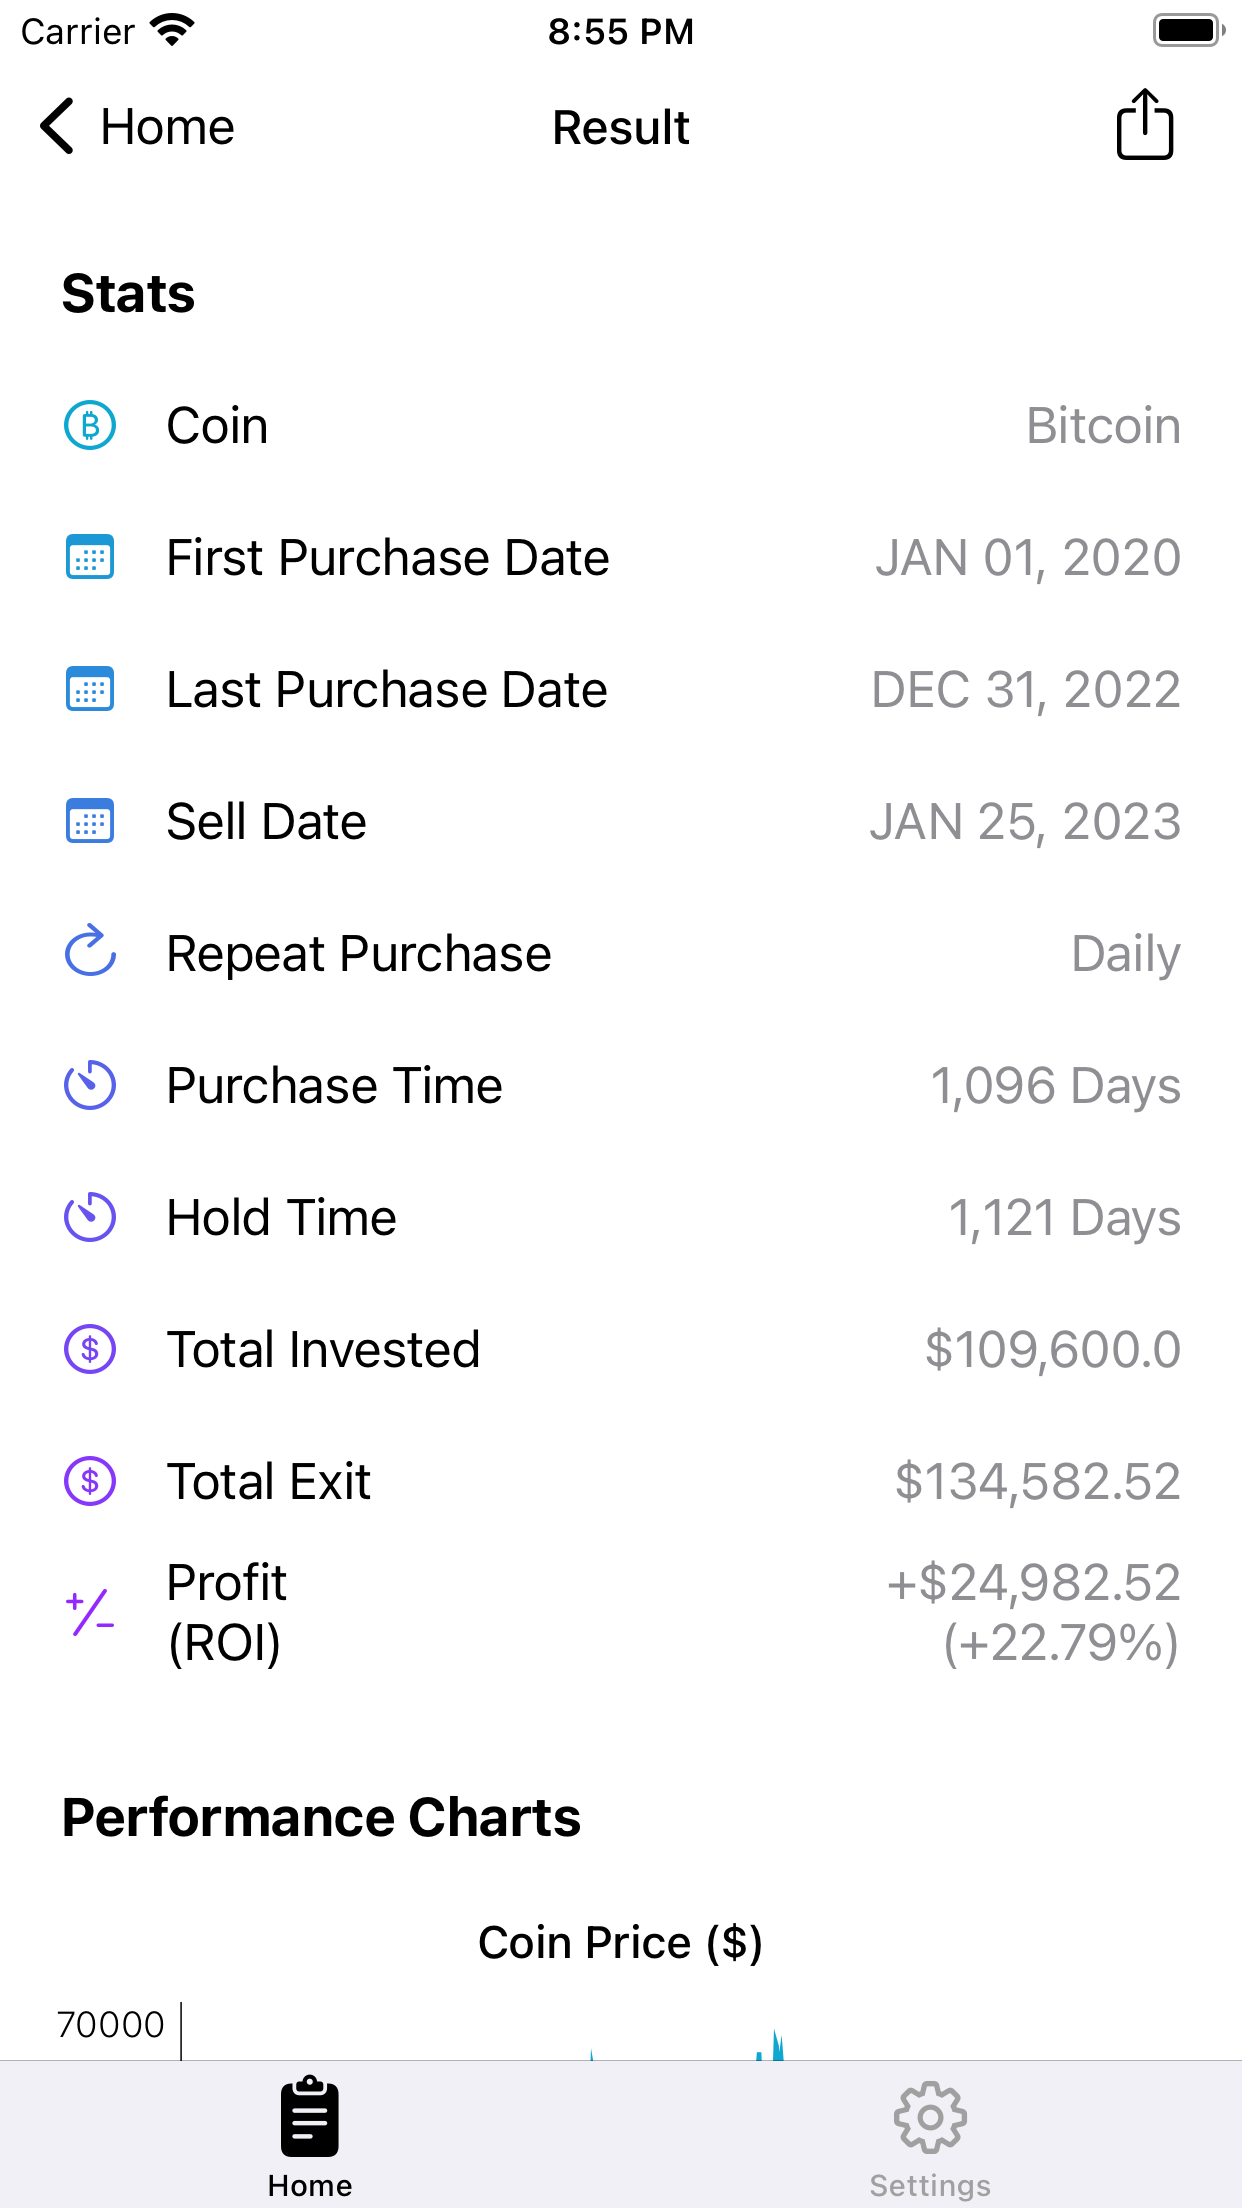 Carrier 8:55 PM
Home Result
Stats
Coin Bitcoin
First Purchase Date JAN 01, 2020
Last Purchase Date DEC 31, 2022
Sell Date JAN 25, 2023
Repeat Purchase Daily
Purchase Time 1,096 Days
Hold Time 1,121 Days
Total Invested $109,600.0
Total Exit $134,582.52
Profit +$24,982.52
(ROI) (+22.79%)
Performance Charts
Coin Price ($)
70000
Home Settings